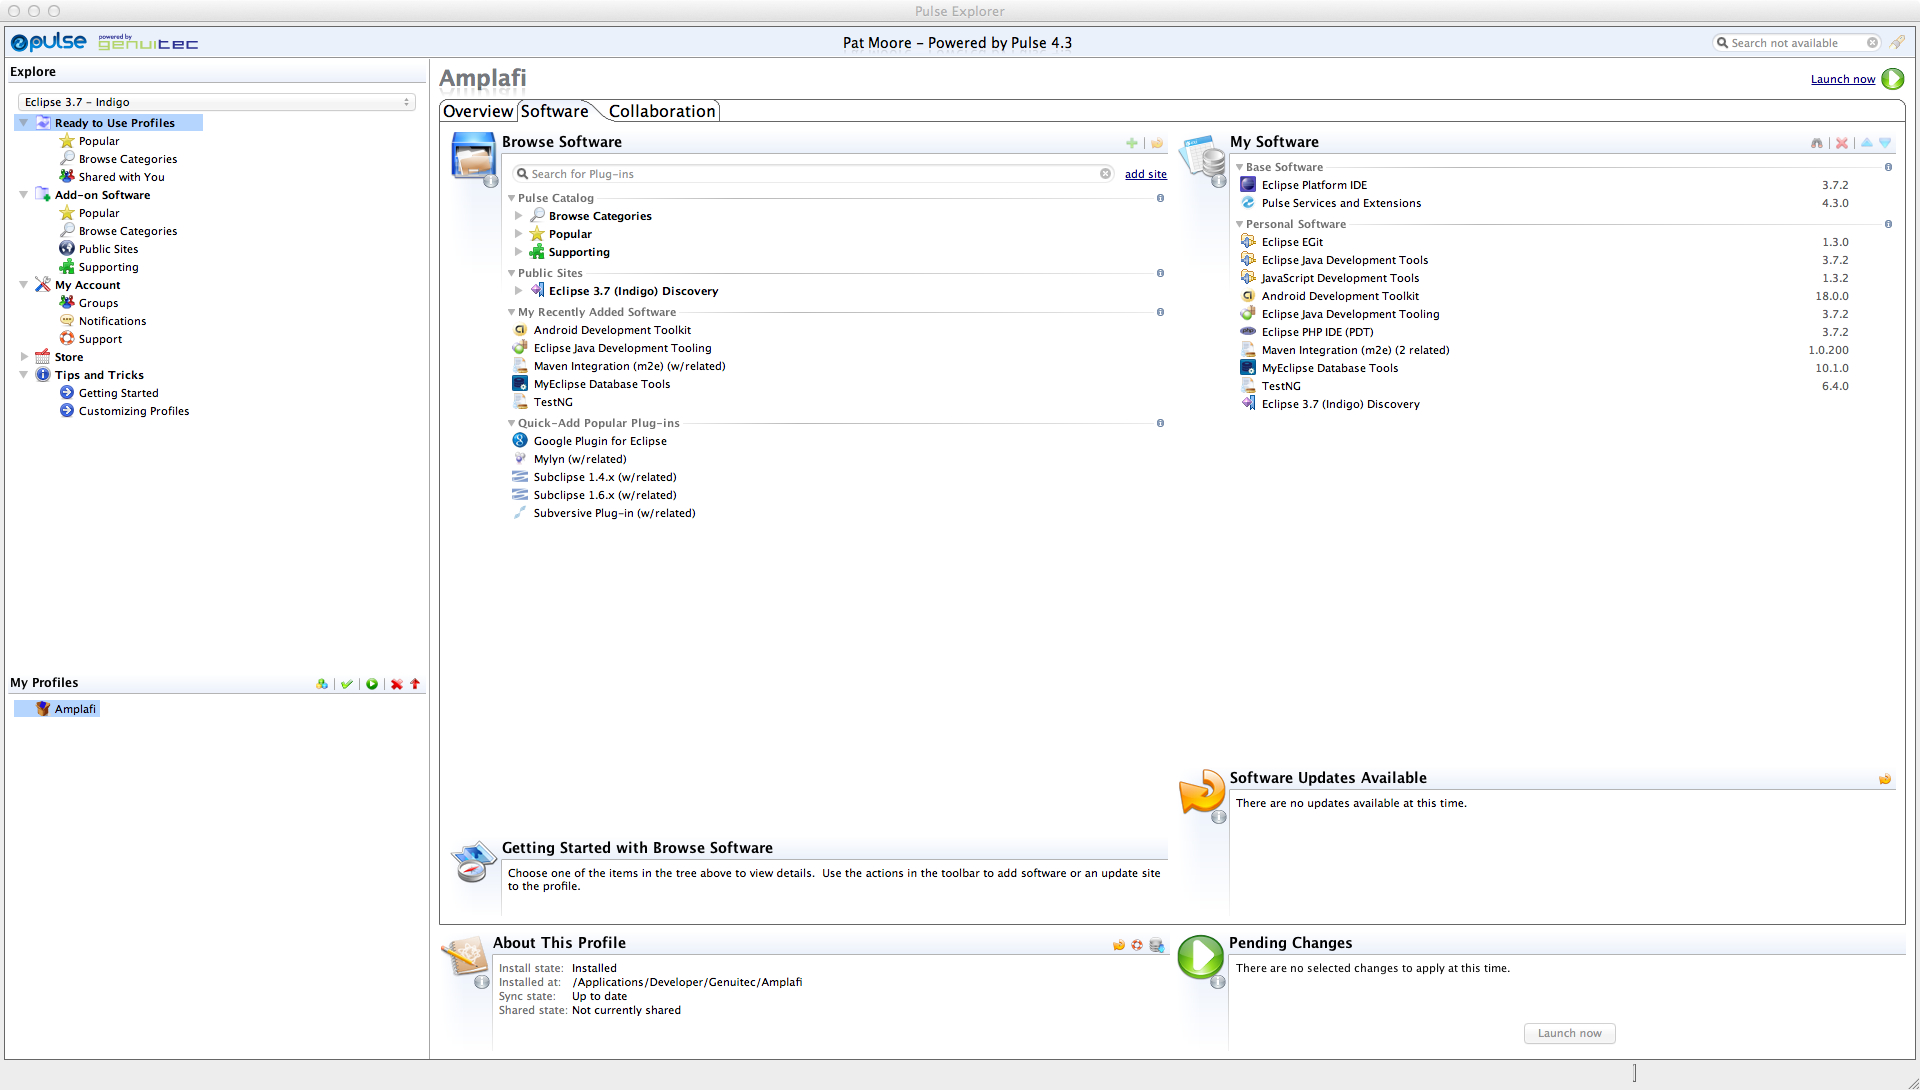 Pulse Explorer
pulse powered by genuitec
Pat Moore – Powered by Pulse 4.3
Search not available
Explore
Eclipse 3.7 – Indigo
Ready to Use Profiles
Popular
Browse Categories
Shared with You
Add-on Software
Popular
Browse Categories
Public Sites
Supporting
My Account
Groups
Notifications
Support
Store
Tips and Tricks
Getting Started
Customizing Profiles
My Profiles
Amplafi
Amplafi
Launch now
Overview Software Collaboration
Browse Software
Search for Plug-ins
add site
Pulse Catalog
Browse Categories
Popular
Supporting
Public Sites
Eclipse 3.7 (Indigo) Discovery
My Recently Added Software
Android Development Toolkit
Eclipse Java Development Tooling
Maven Integration (m2e) (w/related)
MyEclipse Database Tools
TestNG
Quick-Add Popular Plug-ins
Google Plugin for Eclipse
Mylyn (w/related)
Subclipse 1.4.x (w/related)
Subclipse 1.6.x (w/related)
Subversive Plug-in (w/related)
Getting Started with Browse Software
Choose one of the items in the tree above to view details. Use the actions in the toolbar to add software or an update site
to the profile.
My Software
Base Software
Eclipse Platform IDE 3.7.2
Pulse Services and Extensions 4.3.0
Personal Software
Eclipse EGit 1.3.0
Eclipse Java Development Tools 3.7.2
JavaScript Development Tools 1.3.2
Android Development Toolkit 18.0.0
Eclipse Java Development Tooling 3.7.2
Eclipse PHP IDE (PDT) 3.7.2
Maven Integration (m2e) (2 related) 1.0.200
MyEclipse Database Tools 10.1.0
TestNG 6.4.0
Eclipse 3.7 (Indigo) Discovery
Software Updates Available
There are no updates available at this time.
About This Profile
Install state: Installed
Installed at: /Applications/Developer/Genuitec/Amplafi
Sync state: Up to date
Shared state: Not currently shared
Pending Changes
There are no selected changes to apply at this time.
Launch now